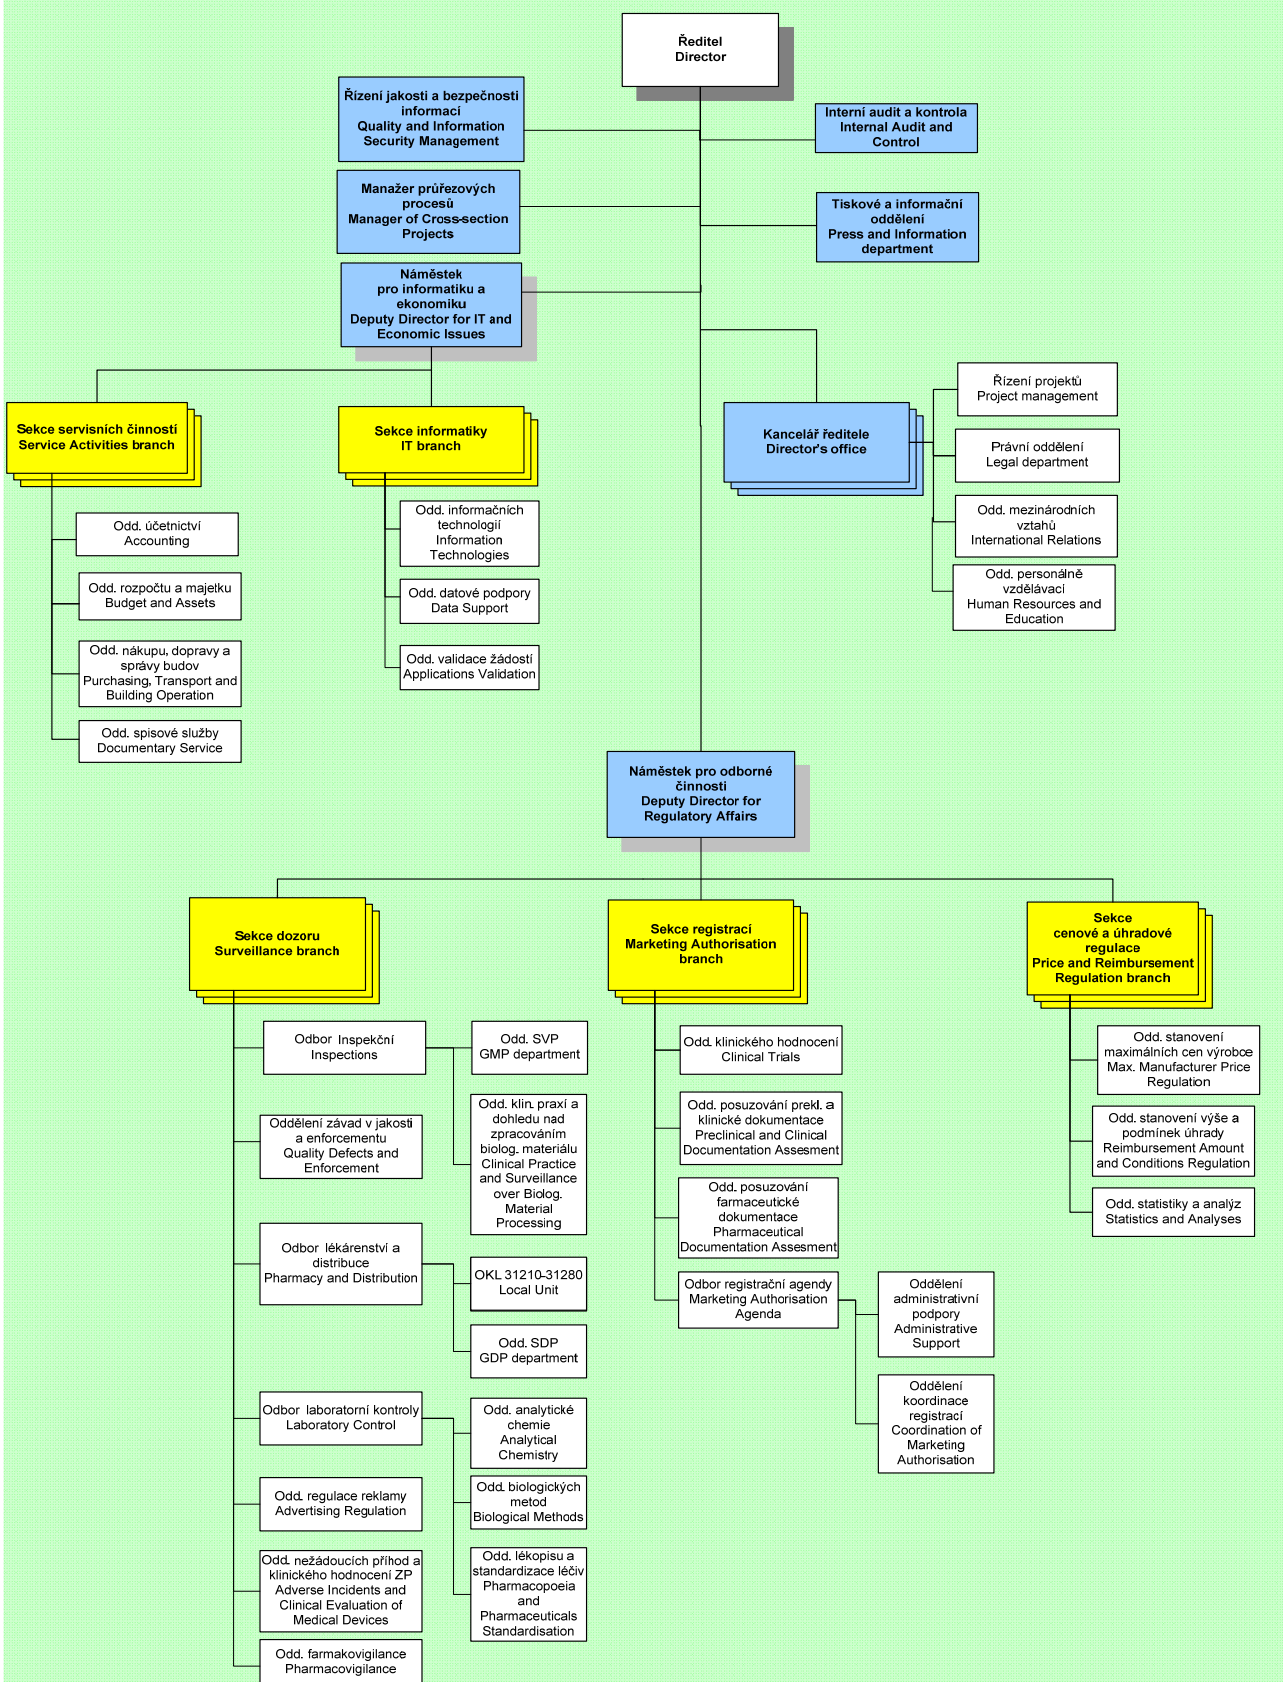 Ředitel
Director
Řízení jakosti a bezpečnosti
informací
Quality and Information
Security Management
Interní audit a kontrola
Internal Audit and
Control
Manažer průřezových
procesů
Manager of Cross-section
Projects
Tiskové a informační
oddělení
Press and Information
department
Náměstek
pro informatiku a
ekonomiku
Deputy Director for IT and
Economic Issues
Sekce servisních činností
Service Activities branch
Sekce informatiky
IT branch
Kancelář ředitele
Director's office
Řízení projektů
Project management
Právní oddělení
Legal department
Odd. mezinárodních
vztahů
International Relations
Odd. personálně
vzdělávací
Human Resources and
Education
Odd. účetnictví
Accounting
Odd. rozpočtu a majetku
Budget and Assets
Odd. nákupu, dopravy a
správy budov
Purchasing, Transport and
Building Operation
Odd. spisové služby
Documentary Service
Odd. informačních
technologií
Information
Technologies
Odd. datové podpory
Data Support
Odd. validace žádostí
Applications Validation
Náměstek pro odborné
činnosti
Deputy Director for
Regulatory Affairs
Sekce dozoru
Surveillance branch
Sekce registrací
Marketing Authorisation
branch
Sekce
cenové a úhradové
regulace
Price and Reimbursement
Regulation branch
Odbor Inspekční
Inspections
Odd. SVP
GMP department
Odd. klin. praxí a
dohledu nad
zpracováním
biolog. materiálu
Clinical Practice
and Surveillance
over Biolog.
Material
Processing
Oddělení závad v jakosti
a enforcementu
Quality Defects and
Enforcement
Odbor lékárenství a
distribuce
Pharmacy and Distribution
OKL 31210-31280
Local Unit
Odd. SDP
GDP department
Odbor laboratorní kontroly
Laboratory Control
Odd. analytické
chemie
Analytical
Chemistry
Odd. biologických
metod
Biological Methods
Odd. lékopisu a
standardizace léčiv
Pharmacopoeia
and
Pharmaceuticals
Standardisation
Odd. regulace reklamy
Advertising Regulation
Odd. nežádoucích příhod a
klinického hodnocení ZP
Adverse Incidents and
Clinical Evaluation of
Medical Devices
Odd. farmakovigilance
Pharmacovigilance
Odd. klinického hodnocení
Clinical Trials
Odd. posuzování prekl. a
klinické dokumentace
Preclinical and Clinical
Documentation Assesment
Odd. posuzování
farmaceutické
dokumentace
Pharmaceutical
Documentation Assesment
Odbor registrační agendy
Marketing Authorisation
Agenda
Oddělení
administrativní
podpory
Administrative
Support
Oddělení
koordinace
registrací
Coordination of
Marketing
Authorisation
Odd. stanovení
maximálních cen výrobce
Max. Manufacturer Price
Regulation
Odd. stanovení výše a
podmínek úhrady
Reimbursement Amount
and Conditions Regulation
Odd. statistiky a analýz
Statistics and Analyses